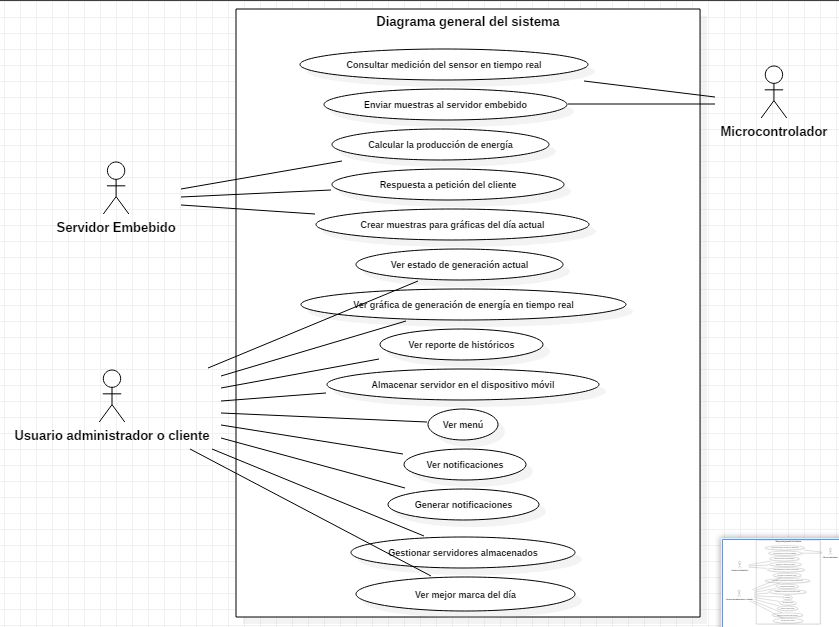 Diagrama general del sistema
Consultar medición del sensor en tiempo real
Enviar muestras al servidor embebido
Microcontrolador
Calcular la producción de energía
Respuesta a petición del cliente
Servidor Embebido
Crear muestras para gráficas del día actual
Ver estado de generación actual
Ver gráfica de generación de energía en tiempo real
Ver reporte de históricos
Almacenar servidor en el dispositivo móvil
Ver menú
Usuario administrador o cliente
Ver notificaciones
Generar notificaciones
Gestionar servidores almacenados
Ver mejor marca del día